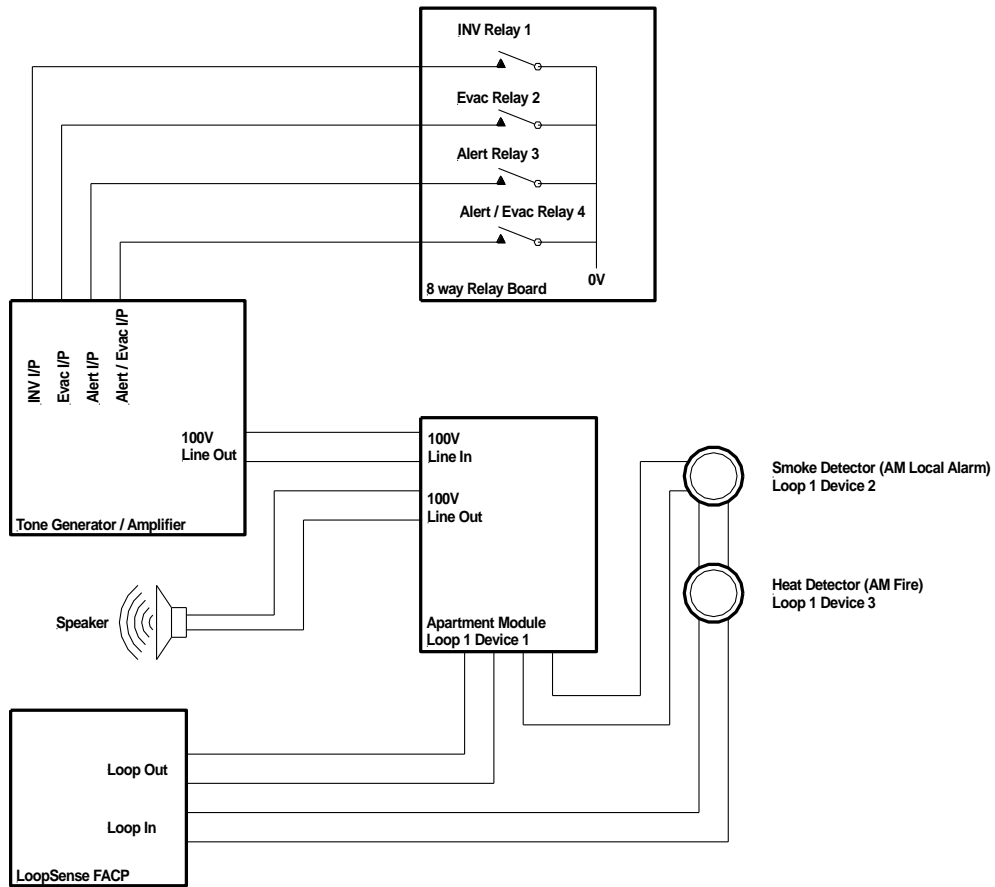 INV Relay 1
Evac Relay 2
Alert Relay 3
Alert / Evac Relay 4
0V
8 way Relay Board
INV I/P
Evac I/P
Alert I/P
Alert / Evac I/P
100V
Line Out
Tone Generator / Amplifier
100V
Line In
100V
Line Out
Apartment Module
Loop 1 Device 1
Smoke Detector (AM Local Alarm)
Loop 1 Device 2
Heat Detector (AM Fire)
Loop 1 Device 3
Speaker
Loop Out
Loop In
LoopSense FACP